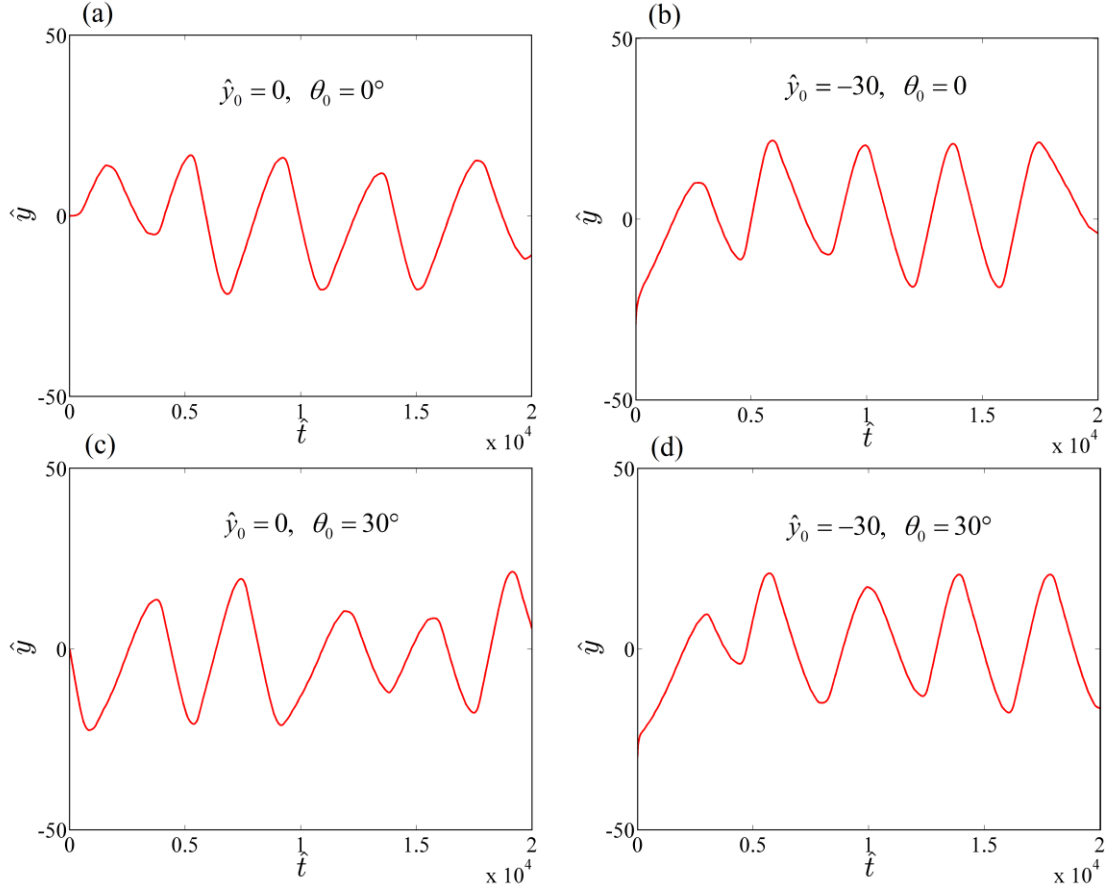 (a)
50
ŷ₀ = 0, θ₀ = 0°
ŷ
0
-50
0 0.5 1 1.5 2
t̂
x 10⁴
(b)
50
ŷ₀ = −30, θ₀ = 0
ŷ
0
-50
0 0.5 1 1.5 2
t̂
x 10⁴
(c)
50
ŷ₀ = 0, θ₀ = 30°
ŷ
0
-50
0 0.5 1 1.5 2
t̂
x 10⁴
(d)
50
ŷ₀ = −30, θ₀ = 30°
ŷ
0
-50
0 0.5 1 1.5 2
t̂
x 10⁴